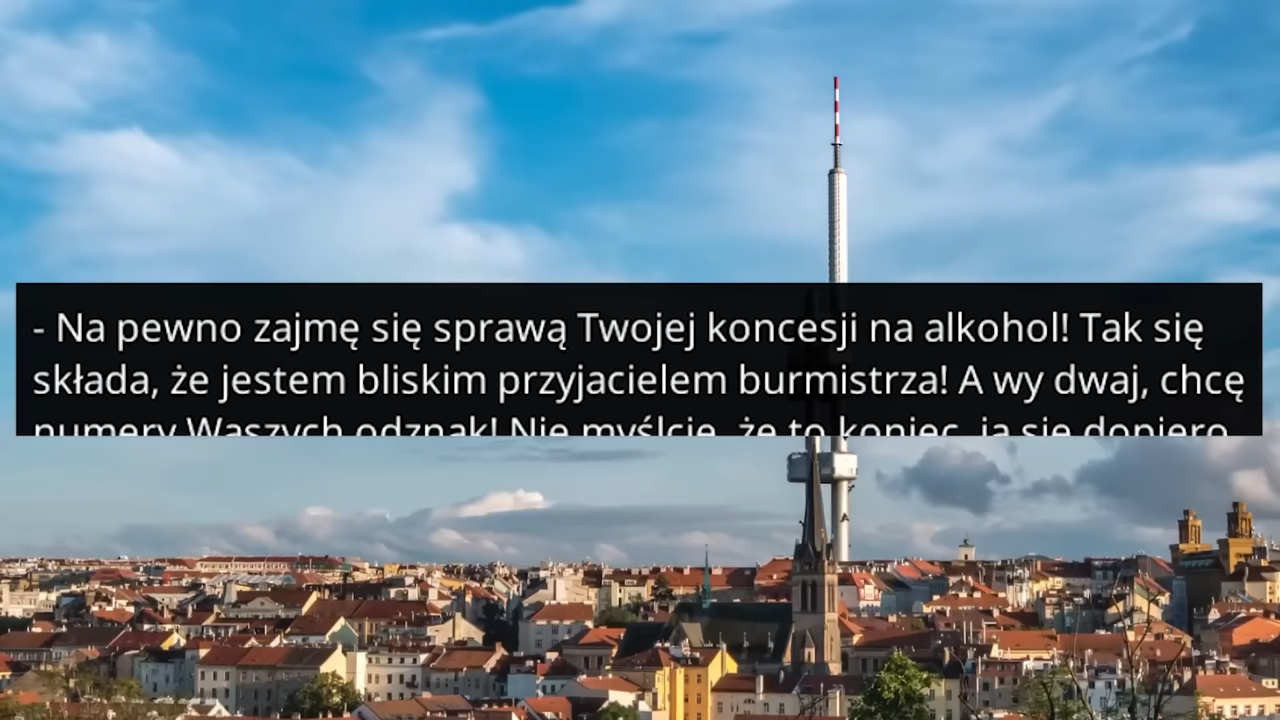 - Na pewno zajmę się sprawą Twojej koncesji na alkohol! Tak się
składa, że jestem bliskim przyjacielem burmistrza! A wy dwaj, chcę
numery Waszych odznak! Nie myślcie, że to koniec, ja się dopiero